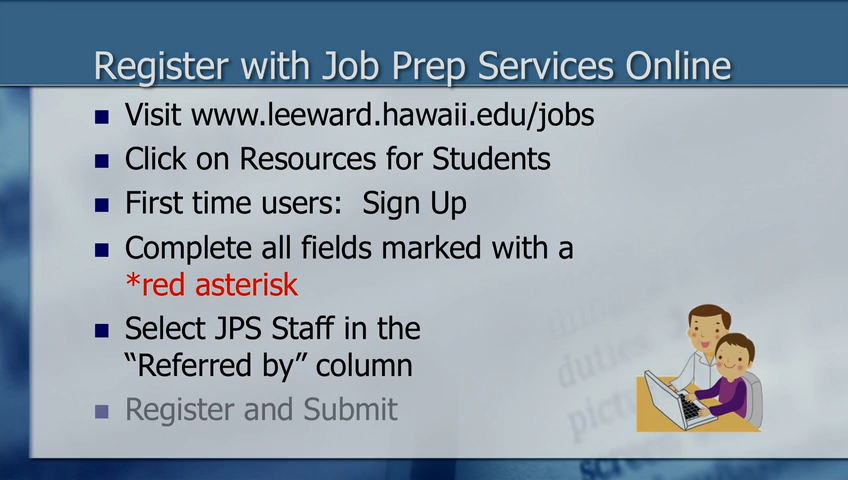 Register with Job Prep Services Online
Visit www.leeward.hawaii.edu/jobs
Click on Resources for Students
First time users:  Sign Up
Complete all fields marked with a
*red asterisk
Select JPS Staff in the
“Referred by” column
Register and Submit
duties